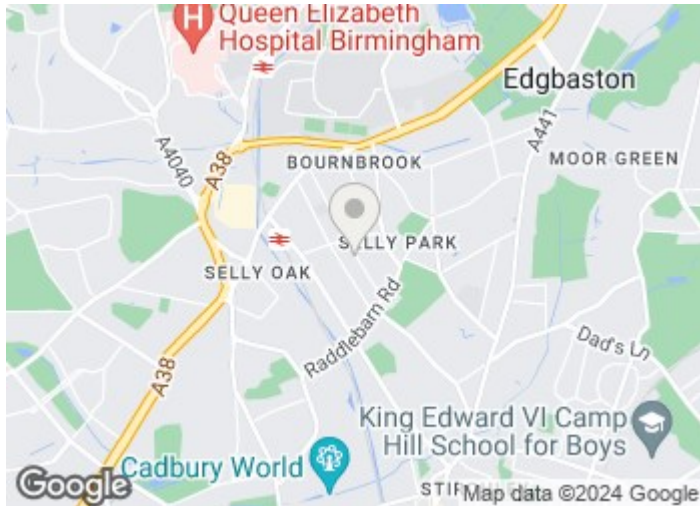 Queen Elizabeth
Hospital Birmingham
H
Edgbaston
A441
A4040
A38
BOURNBROOK
MOOR GREEN
SELLY PARK
SELLY OAK
Raddlebarn Rd
Dad's Ln
A38
King Edward VI Camp
Hill School for Boys
Cadbury World
Google
Map data ©2024 Google